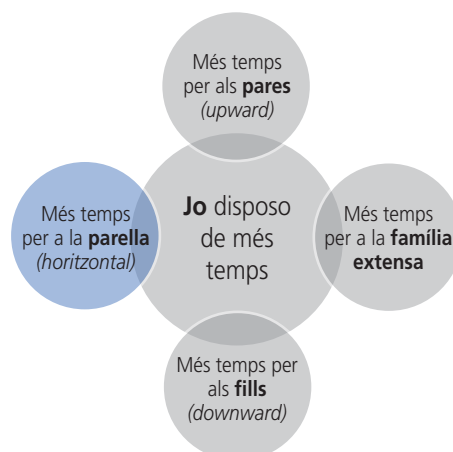 Més temps
per als pares
(upward)
Més temps
per a la parella
(horitzontal)
Jo disposo
de més
temps
Més temps
per a la família
extensa
Més temps per
als fills
(downward)